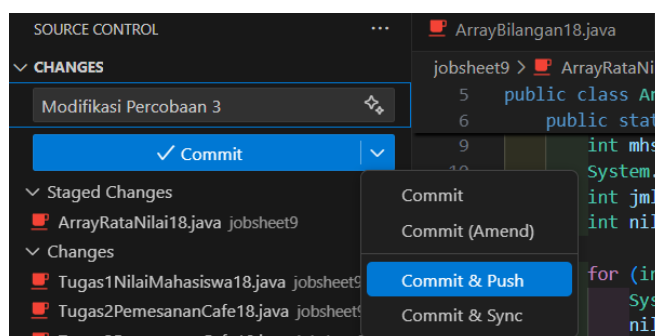 SOURCE CONTROL
CHANGES
Modifikasi Percobaan 3
Commit
Staged Changes
ArrayRataNilai18.java jobsheet9
Changes
Tugas1NilaiMahasiswa18.java jobsheet9
Tugas2PemesananCafe18.java jobsheet9
Commit
Commit (Amend)
Commit & Push
Commit & Sync
ArrayBilangan18.java
jobsheet9 > ArrayRataNi
5 public class Ar
6 public stat
9 int mhs
System.
int jml
int nil
for (in
Sys
nil